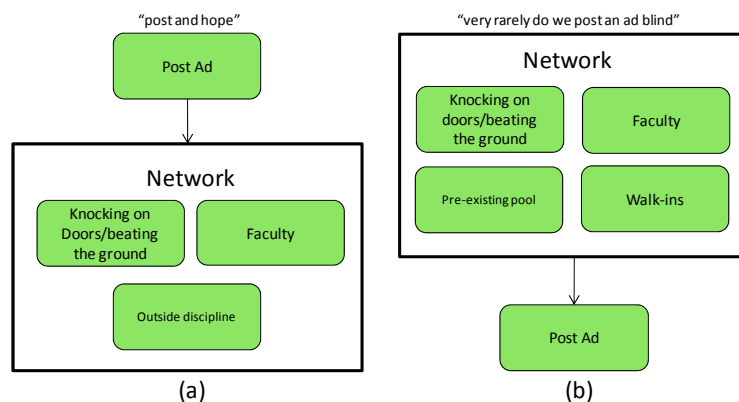 “post and hope”
Post Ad
Network
Knocking on
Doors/beating
the ground
Faculty
Outside discipline
(a)
“very rarely do we post an ad blind”
Network
Knocking on
doors/beating
the ground
Faculty
Pre-existing pool
Walk-ins
Post Ad
(b)